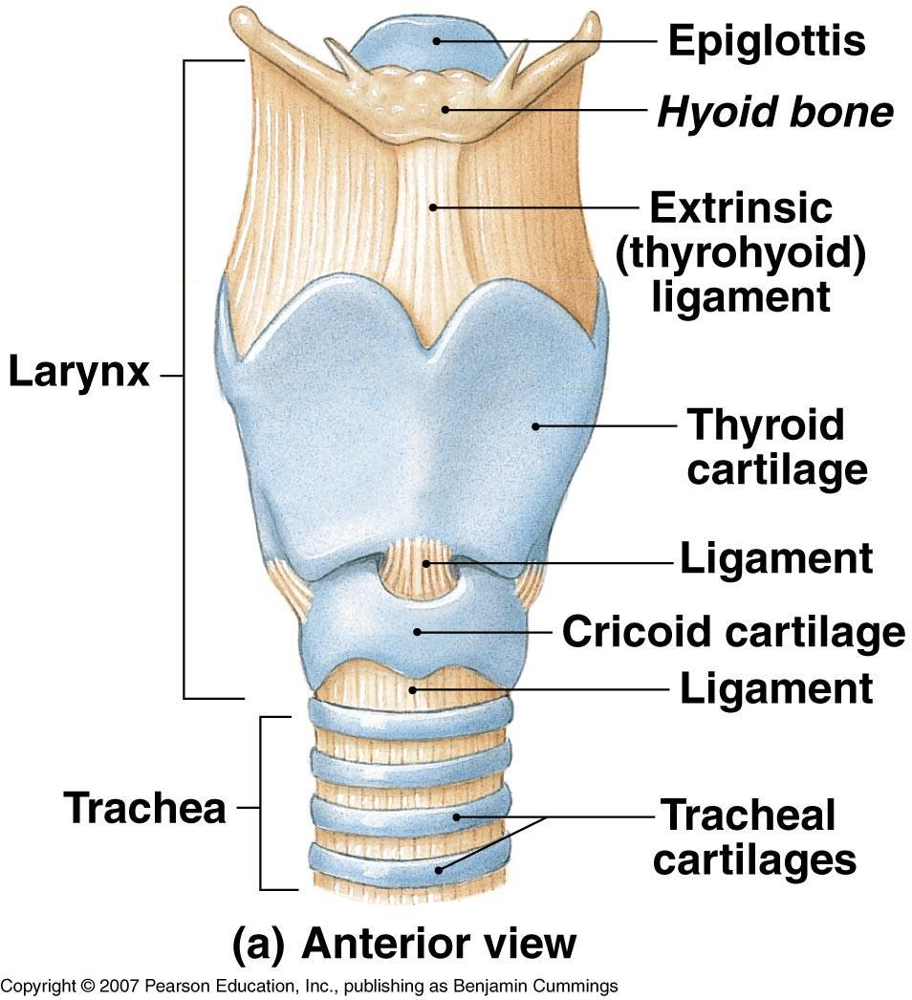 Epiglottis
Hyoid bone
Extrinsic
(thyrohyoid)
ligament
Larynx
Thyroid
cartilage
Ligament
Cricoid cartilage
Ligament
Trachea
Tracheal
cartilages
(a) Anterior view
Copyright © 2007 Pearson Education, Inc., publishing as Benjamin Cummings